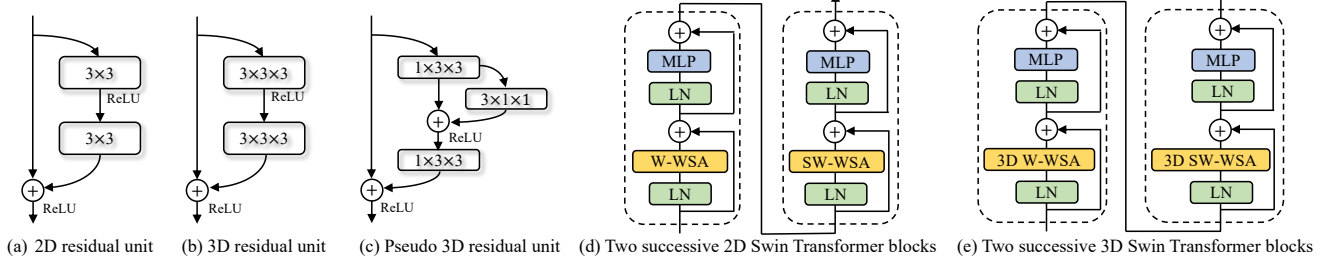 3×3
ReLU
3×3
ReLU
(a) 2D residual unit
3×3×3
ReLU
3×3×3
ReLU
(b) 3D residual unit
1×3×3
3×1×1
ReLU
1×3×3
ReLU
(c) Pseudo 3D residual unit
MLP
LN
W-WSA
LN
MLP
LN
SW-WSA
LN
(d) Two successive 2D Swin Transformer blocks
MLP
LN
3D W-WSA
LN
MLP
LN
3D SW-WSA
LN
(e) Two successive 3D Swin Transformer blocks